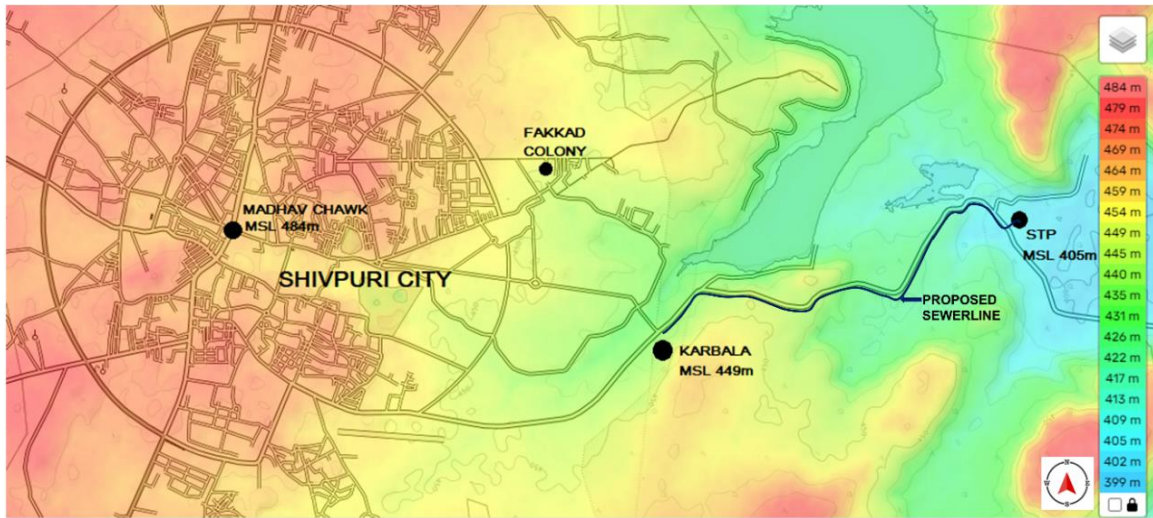 FAKKAD
COLONY
MADHAV CHAWK
MSL 484m
SHIVPURI CITY
STP
MSL 405m
PROPOSED
SEWERLINE
KARBALA
MSL 449m
484 m
479 m
474 m
469 m
464 m
459 m
454 m
449 m
445 m
440 m
435 m
431 m
426 m
422 m
417 m
413 m
409 m
405 m
402 m
399 m
N
W E
S